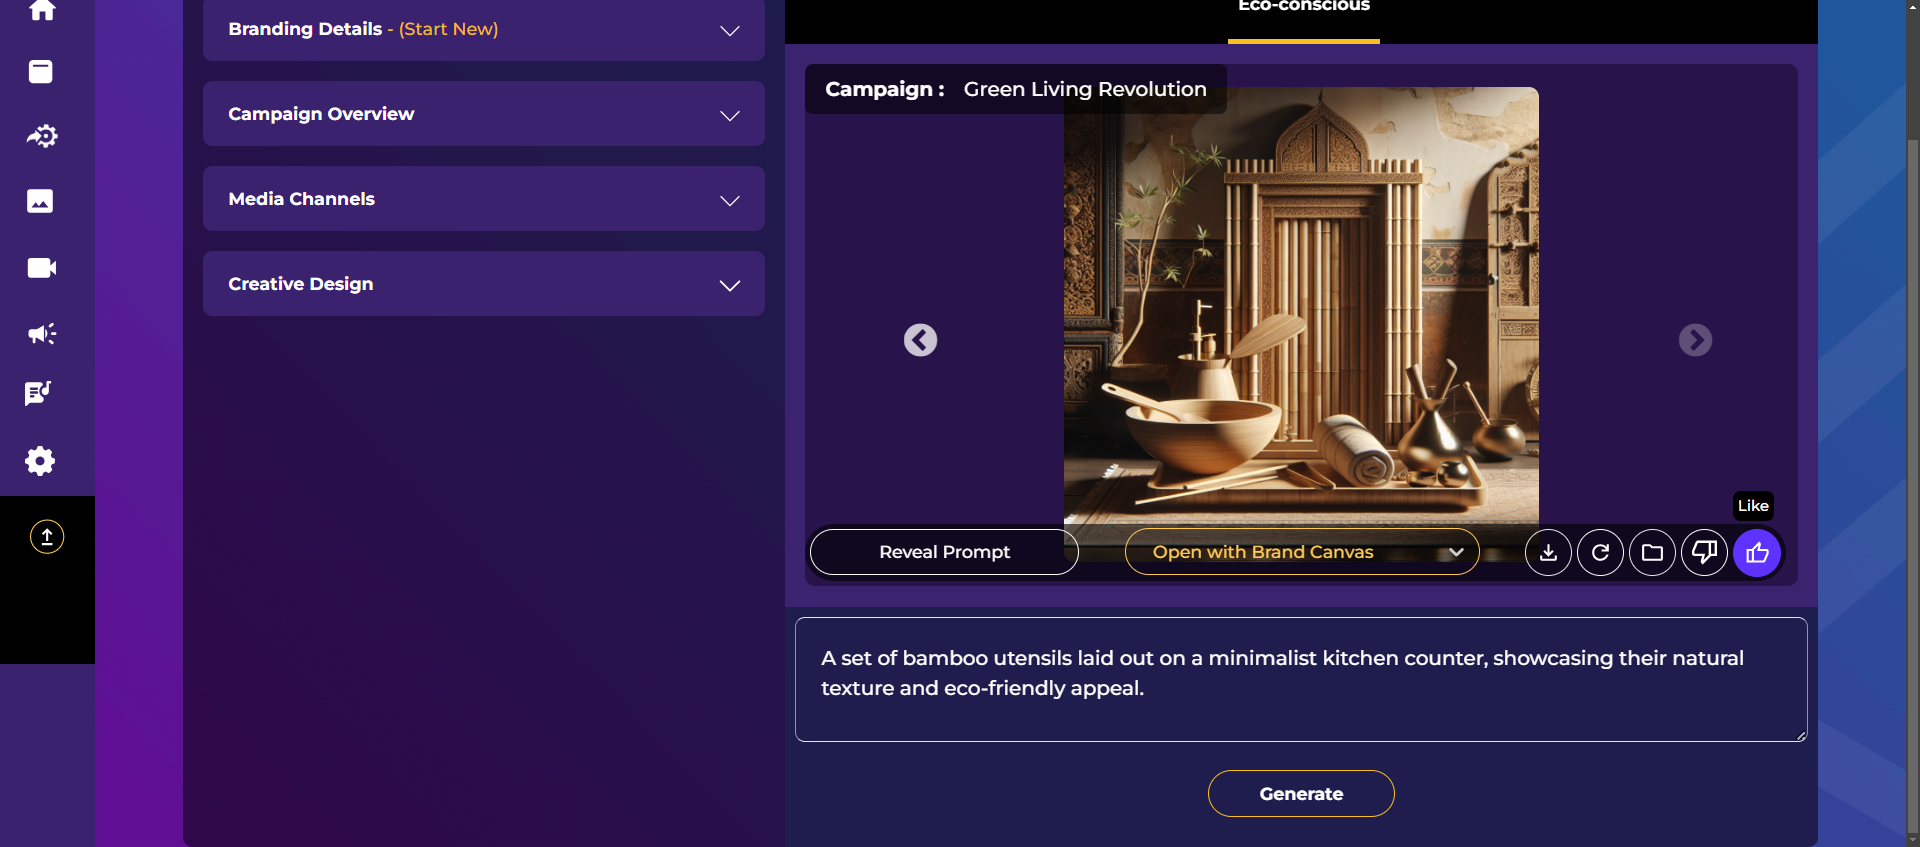 Branding Details - (Start New)
Campaign Overview
Media Channels
Creative Design
Eco-conscious
Campaign : Green Living Revolution
Like
Reveal Prompt
Open with Brand Canvas
A set of bamboo utensils laid out on a minimalist kitchen counter, showcasing their natural
texture and eco-friendly appeal.
Generate